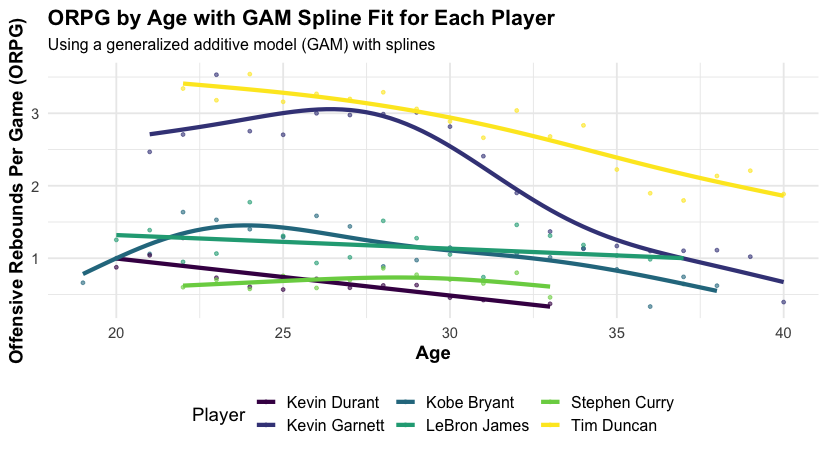 ORPG by Age with GAM Spline Fit for Each Player
Using a generalized additive model (GAM) with splines
Offensive Rebounds Per Game (ORPG)
3
2
1
20 25 30 35 40
Age
Player
Kevin Durant Kobe Bryant Stephen Curry
Kevin Garnett LeBron James Tim Duncan